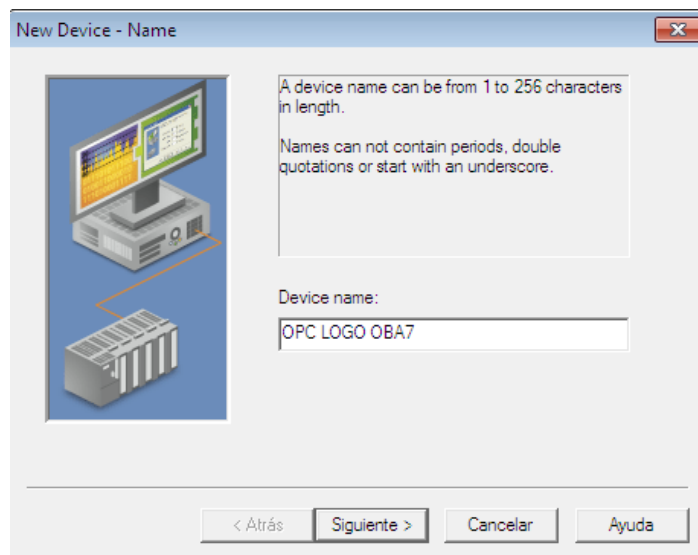 New Device - Name
A device name can be from 1 to 256 characters
in length.
Names can not contain periods, double
quotations or start with an underscore.
Device name:
OPC LOGO OBA7
< Atrás
Siguiente >
Cancelar
Ayuda